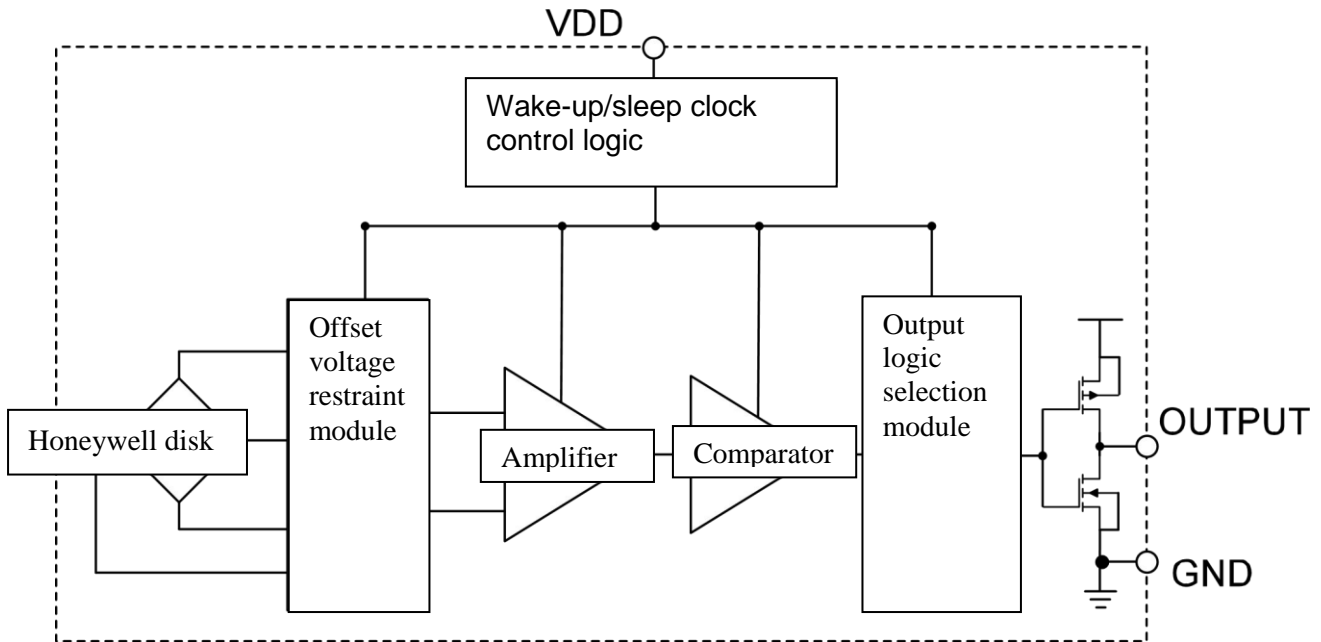 VDD
Wake-up/sleep clock
control logic
Offset
voltage
restraint
module
Output
logic
selection
module
Honeywell disk
Amplifier
Comparator
OUTPUT
GND